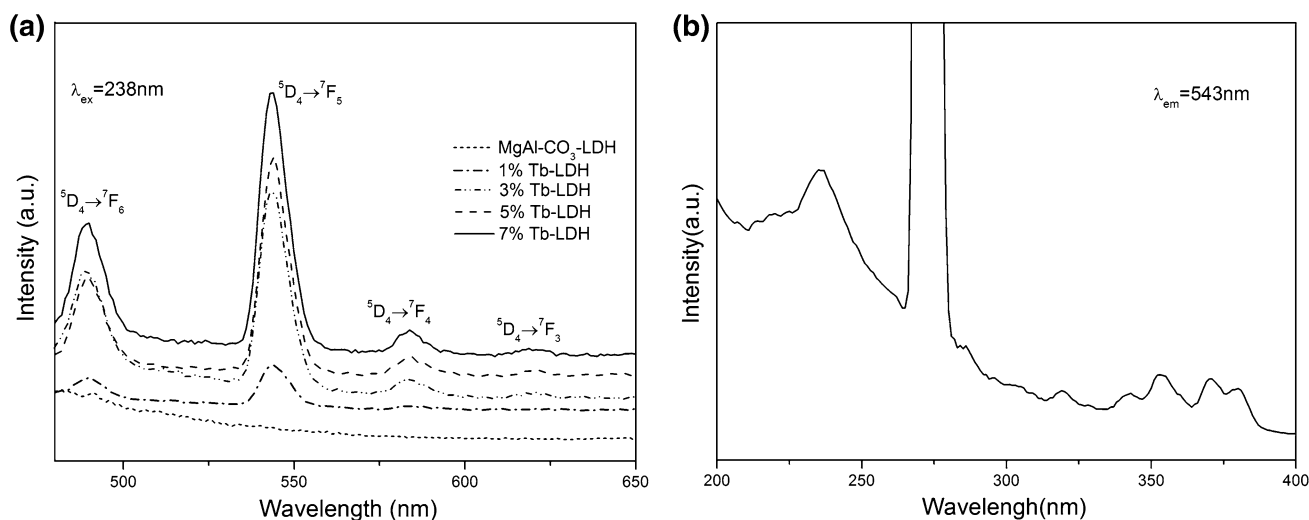 (a)
λex=238nm
⁵D₄→⁷F₅
⁵D₄→⁷F₆
MgAl-CO₃-LDH
1% Tb-LDH
3% Tb-LDH
5% Tb-LDH
7% Tb-LDH
⁵D₄→⁷F₄
⁵D₄→⁷F₃
Intensity (a.u.)
500
550
600
650
Wavelength (nm)
(b)
λem=543nm
Intensity(a.u.)
200
250
300
350
400
Wavelengh(nm)